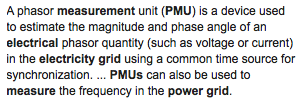 A phasor measurement unit (PMU) is a device used
to estimate the magnitude and phase angle of an
electrical phasor quantity (such as voltage or current)
in the electricity grid using a common time source for
synchronization. ... PMUs can also be used to
measure the frequency in the power grid.